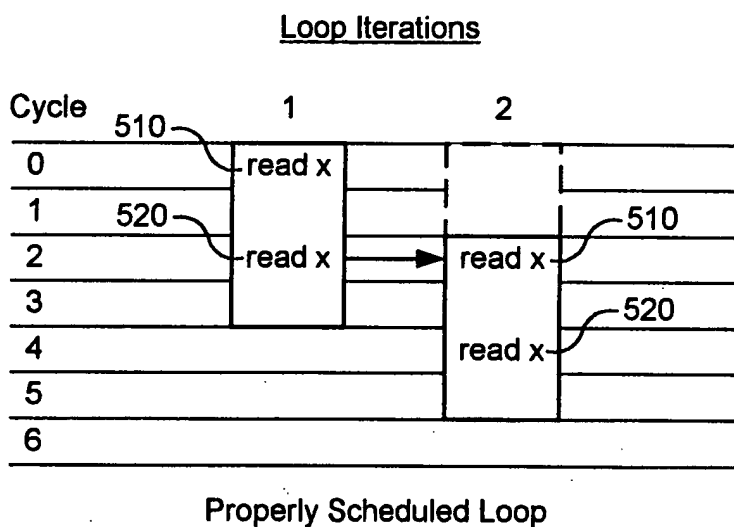 Loop Iterations
Cycle 1 2
510
0 read x
1
520 510
2 read x read x
3 520
4 read x
5
6
Properly Scheduled Loop